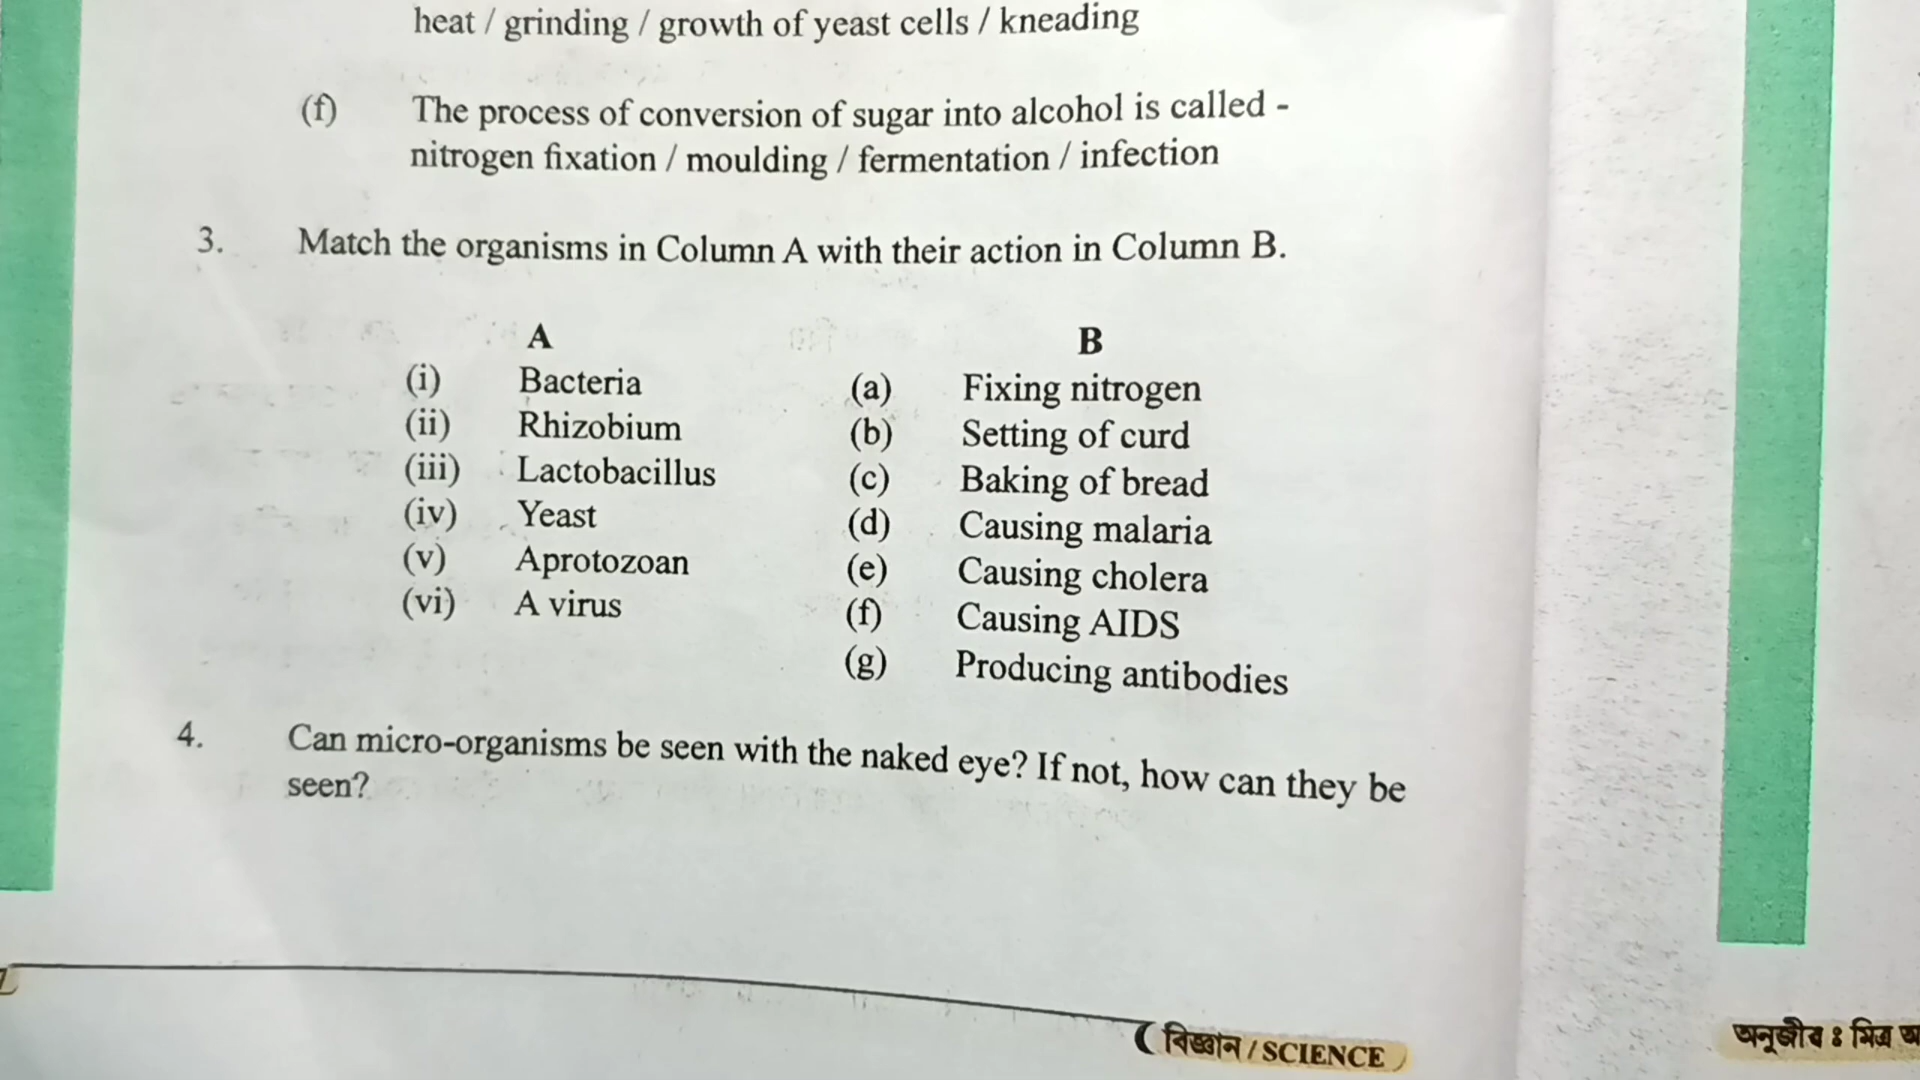 heat / grinding / growth of yeast cells / kneading
(f) The process of conversion of sugar into alcohol is called -
nitrogen fixation / moulding / fermentation / infection
3. Match the organisms in Column A with their action in Column B.
A B
(i) Bacteria (a) Fixing nitrogen
(ii) Rhizobium (b) Setting of curd
(iii) Lactobacillus (c) Baking of bread
(iv) Yeast (d) Causing malaria
(v) Aprotozoan (e) Causing cholera
(vi) A virus (f) Causing AIDS
(g) Producing antibodies
4. Can micro-organisms be seen with the naked eye? If not, how can they be
seen?
বিজ্ঞান / SCIENCE
অনুজীৱ ঃ মিত্ৰ